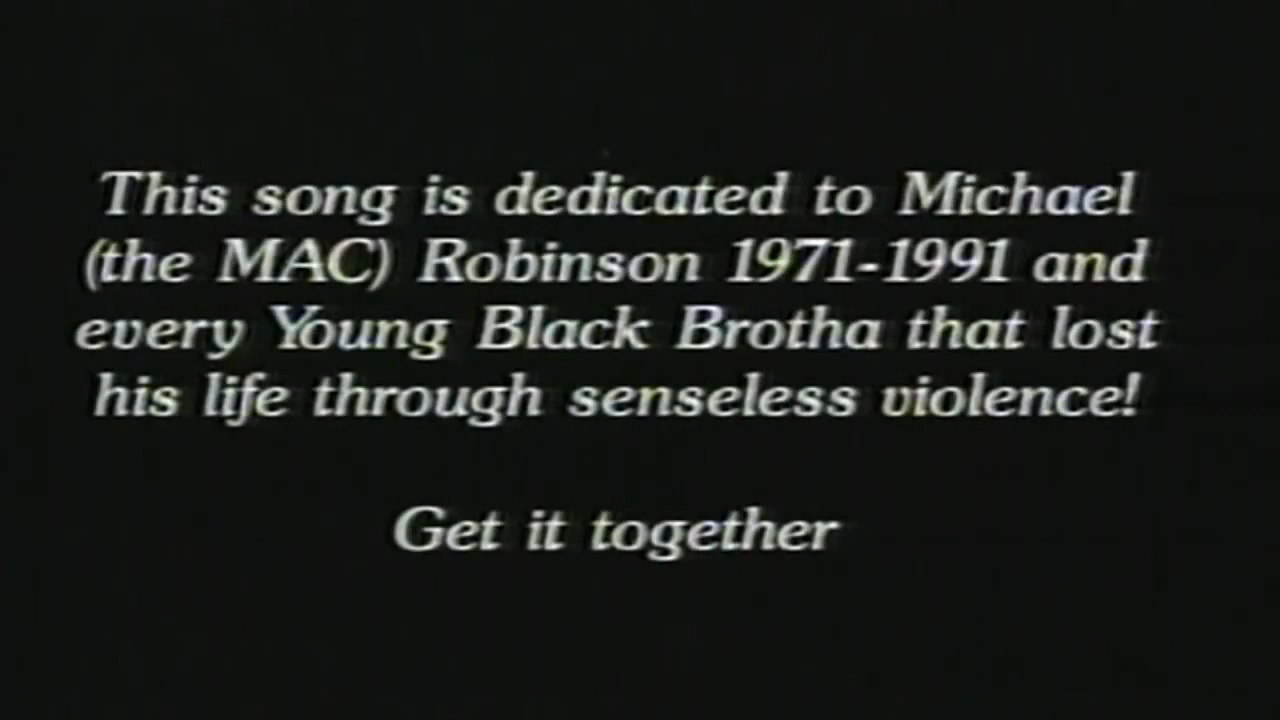 This song is dedicated to Michael
(the MAC) Robinson 1971-1991 and
every Young Black Brotha that lost
his life through senseless violence!
Get it together